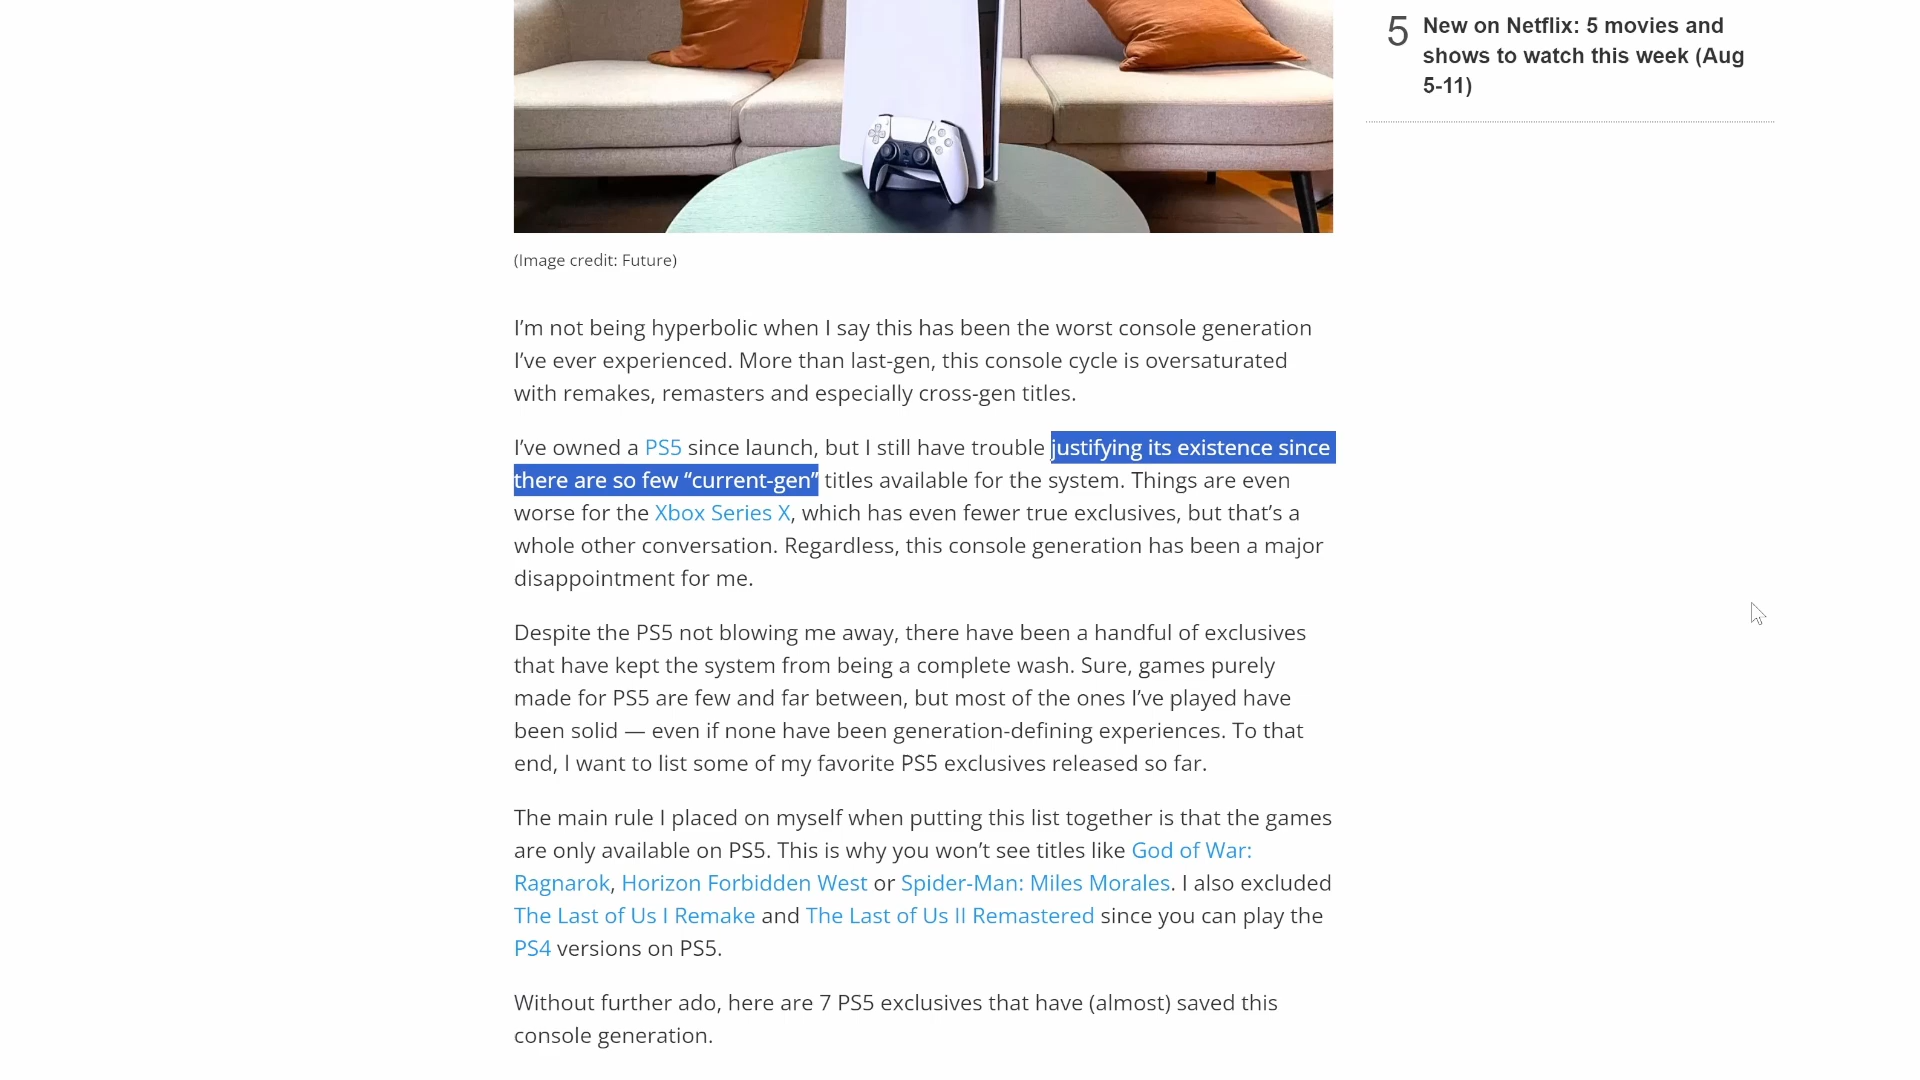 5 New on Netflix: 5 movies and
shows to watch this week (Aug
5-11)
(Image credit: Future)
I’m not being hyperbolic when I say this has been the worst console generation
I’ve ever experienced. More than last-gen, this console cycle is oversaturated
with remakes, remasters and especially cross-gen titles.
I’ve owned a PS5 since launch, but I still have trouble justifying its existence since
there are so few “current-gen” titles available for the system. Things are even
worse for the Xbox Series X, which has even fewer true exclusives, but that’s a
whole other conversation. Regardless, this console generation has been a major
disappointment for me.
Despite the PS5 not blowing me away, there have been a handful of exclusives
that have kept the system from being a complete wash. Sure, games purely
made for PS5 are few and far between, but most of the ones I’ve played have
been solid — even if none have been generation-defining experiences. To that
end, I want to list some of my favorite PS5 exclusives released so far.
The main rule I placed on myself when putting this list together is that the games
are only available on PS5. This is why you won’t see titles like God of War:
Ragnarok, Horizon Forbidden West or Spider-Man: Miles Morales. I also excluded
The Last of Us I Remake and The Last of Us II Remastered since you can play the
PS4 versions on PS5.
Without further ado, here are 7 PS5 exclusives that have (almost) saved this
console generation.